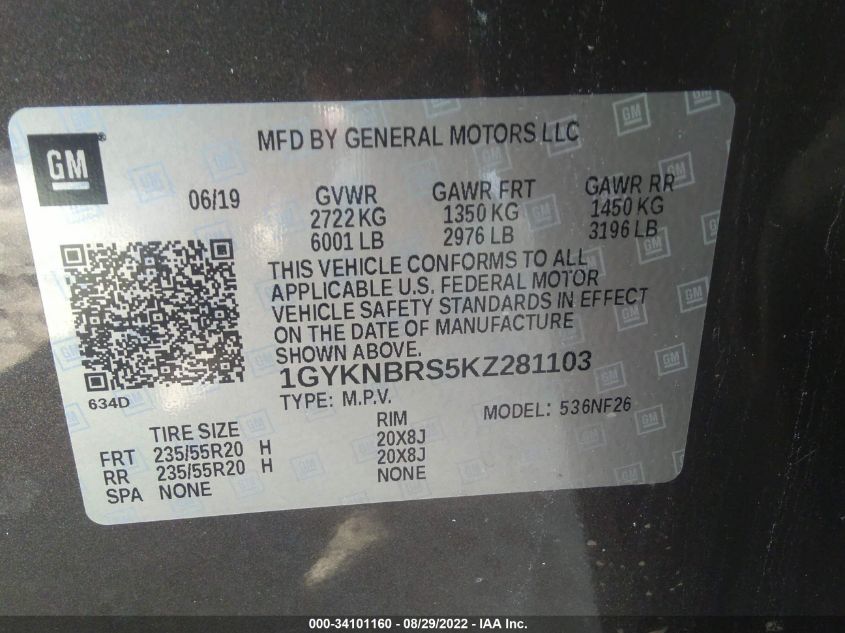 GM
MFD BY GENERAL MOTORS LLC
06/19 GVWR GAWR FRT GAWR RR
2722 KG 1350 KG 1450 KG
6001 LB 2976 LB 3196 LB
THIS VEHICLE CONFORMS TO ALL
APPLICABLE U.S. FEDERAL MOTOR
VEHICLE SAFETY STANDARDS IN EFFECT
ON THE DATE OF MANUFACTURE
SHOWN ABOVE.
1GYKNBRS5KZ281103
634D
TYPE: M.P.V. MODEL: 536NF26
TIRE SIZE RIM
FRT 235/55R20 H 20X8J
RR 235/55R20 H 20X8J
SPA NONE NONE
000-34101160 - 08/29/2022 - IAA Inc.